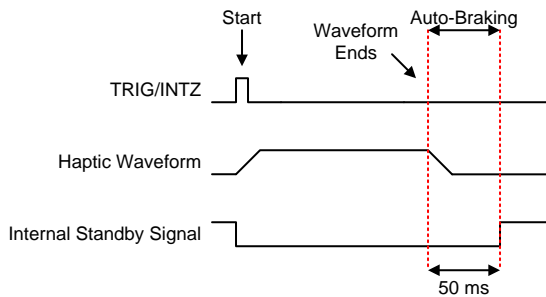 Start
Auto-Braking
Waveform
Ends
TRIG/INTZ
Haptic Waveform
Internal Standby Signal
50 ms